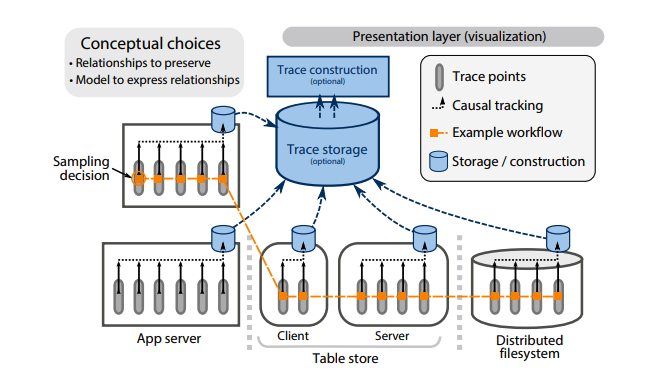 Conceptual choices
• Relationships to preserve
• Model to express relationships
Presentation layer (visualization)
Trace construction
(optional)
Trace storage
(optional)
Trace points
Causal tracking
Example workflow
Storage / construction
Sampling
decision
App server
Client
Server
Table store
Distributed
filesystem